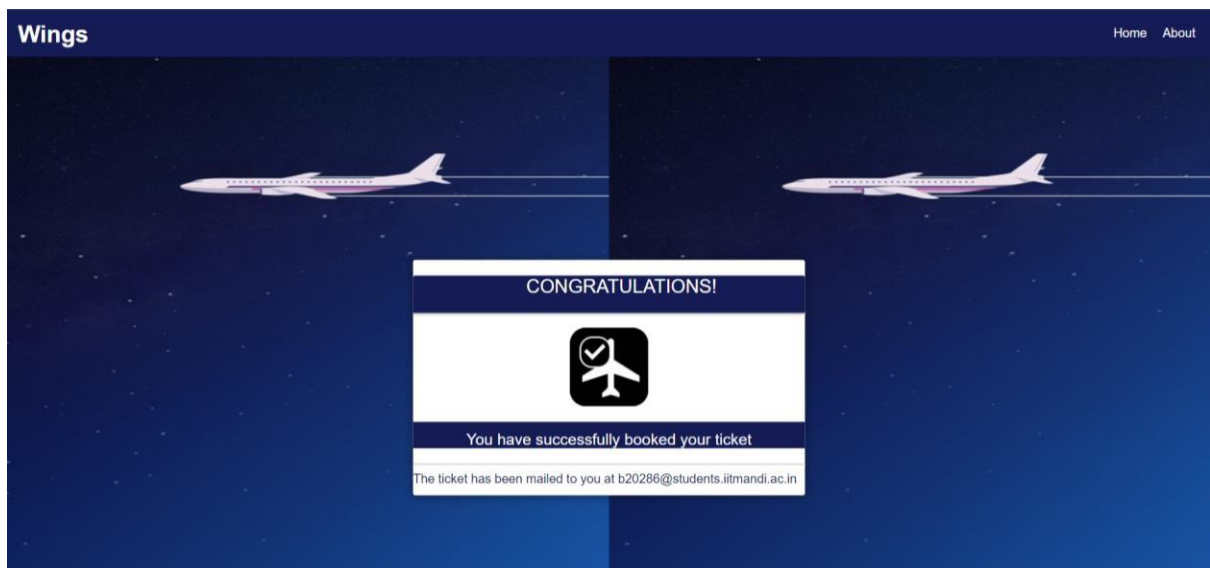 Wings
Home About
CONGRATULATIONS!
You have successfully booked your ticket
The ticket has been mailed to you at b20286@students.iitmandi.ac.in